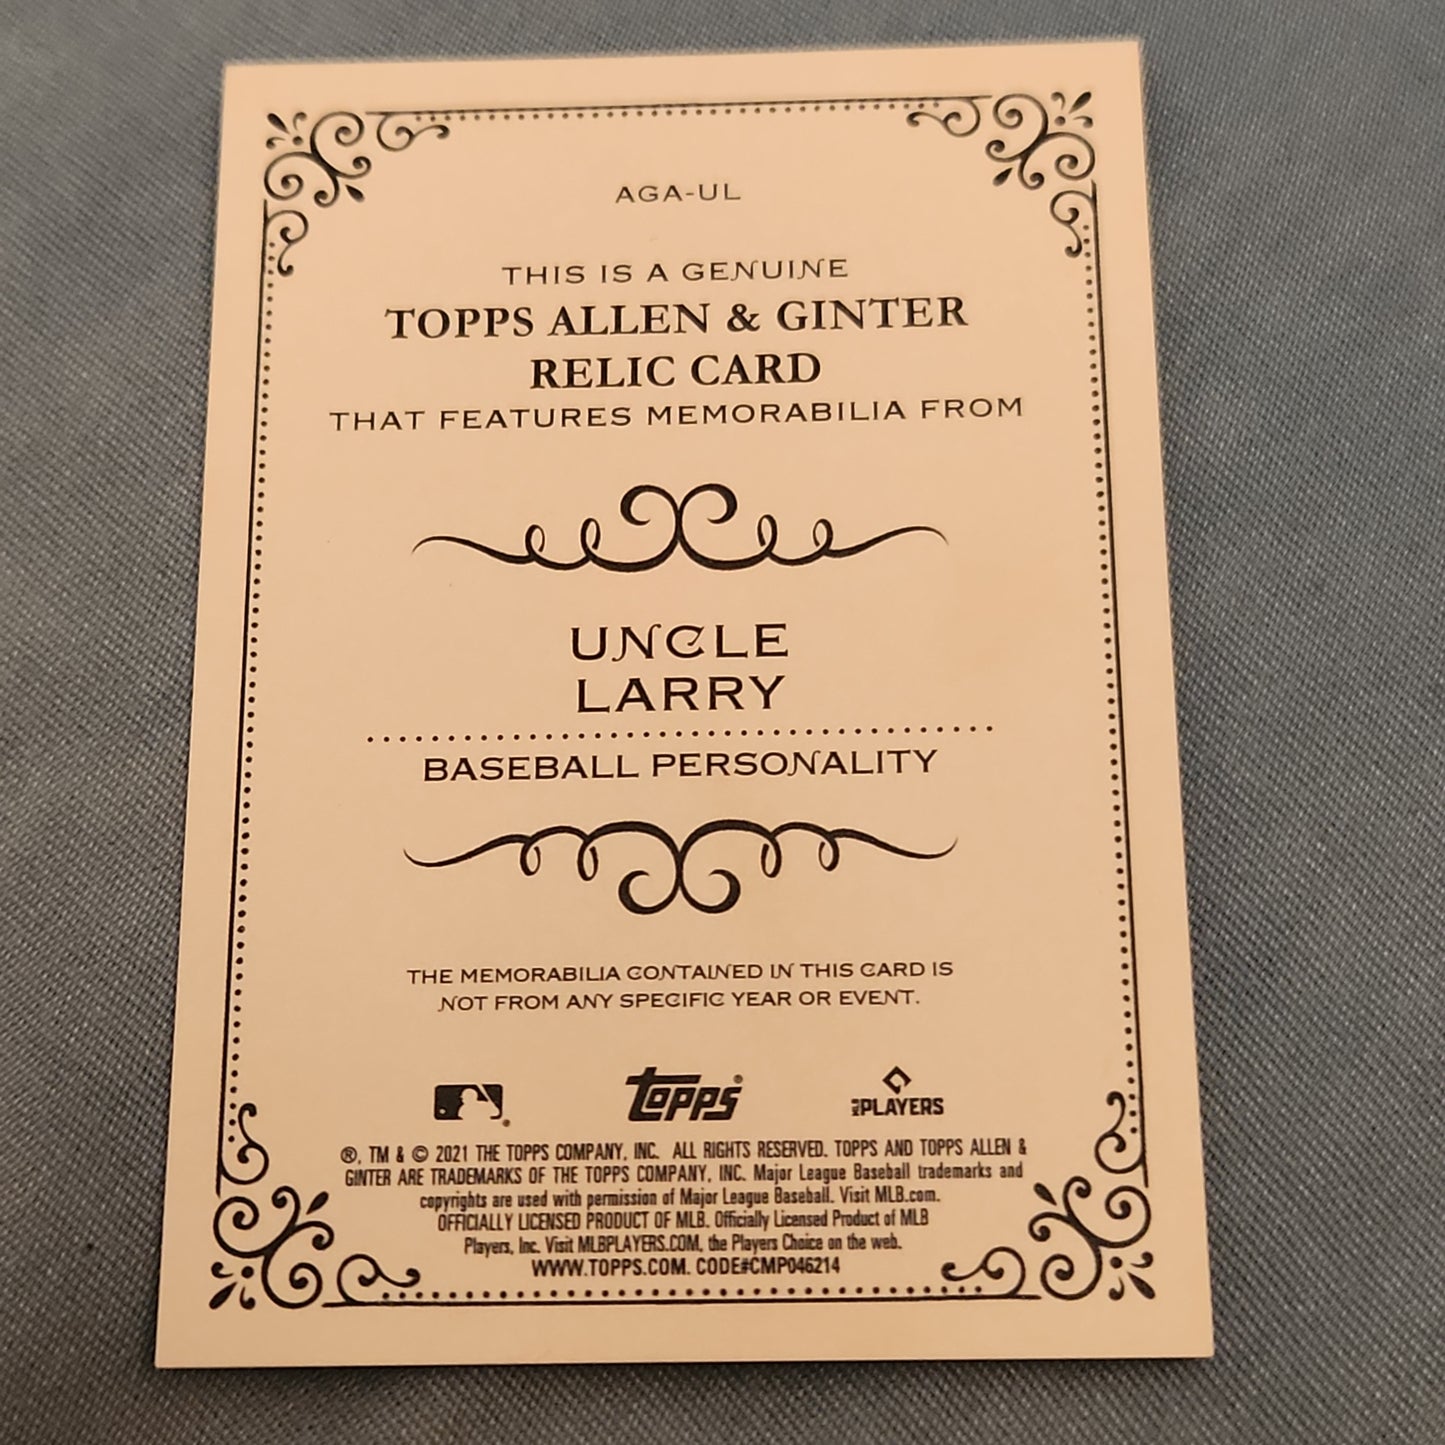 AGA-UL
THIS IS A GENUINE
TOPPS ALLEN & GINTER
RELIC CARD
THAT FEATURES MEMORABILIA FROM
UNCLE
LARRY
BASEBALL PERSONALITY
THE MEMORABILIA CONTAINED IN THIS CARD IS
NOT FROM ANY SPECIFIC YEAR OR EVENT.
topps® MLBPLAYERS
®, TM & © 2021 THE TOPPS COMPANY, INC. ALL RIGHTS RESERVED. TOPPS AND TOPPS ALLEN &
GINTER ARE TRADEMARKS OF THE TOPPS COMPANY, INC. Major League Baseball trademarks and
copyrights are used with permission of Major League Baseball. Visit MLB.com.
OFFICIALLY LICENSED PRODUCT OF MLB. Officially Licensed Product of MLB
Players, Inc. Visit MLBPLAYERS.COM, the Players Choice on the web.
WWW.TOPPS.COM. CODE#CMP046214